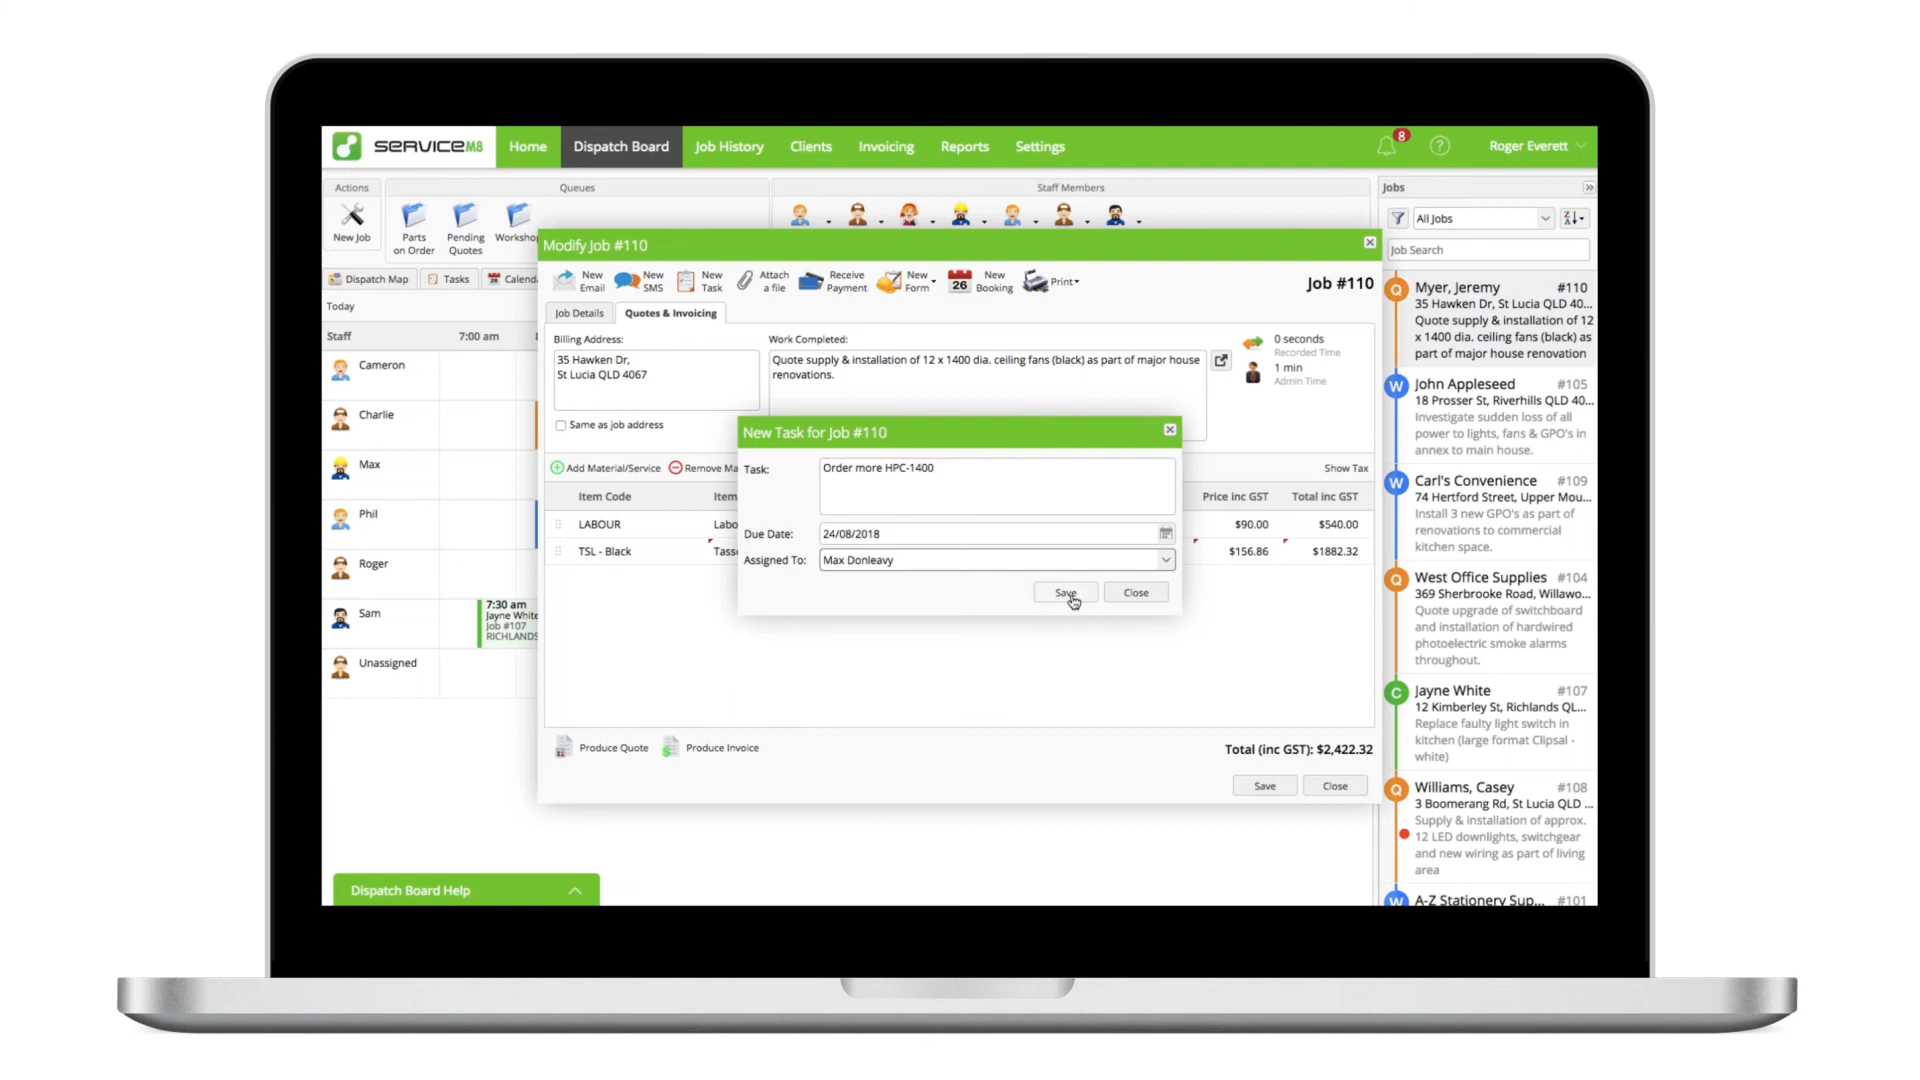 SERVICEM8
Home
Dispatch Board
Job History
Clients
Invoicing
Reports
Settings
8
?
Roger Everett
Actions
Queues
Staff Members
Jobs
New Job
Parts
on Order
Pending
Quotes
All Jobs
Job Search
Dispatch Map
Tasks
Today
Staff
7:00 am
Cameron
Charlie
Max
Phil
Roger
Sam
7:30 am
Jayne White
Job #107
RICHLANDS
Unassigned
Modify Job #110
New
Email
New
SMS
New
Task
Attach
a file
Receive
Payment
New
Form
26
New
Booking
Print
Job #110
Job Details
Quotes & Invoicing
Billing Address:
35 Hawken Dr,
St Lucia QLD 4067
Same as job address
Work Completed:
Quote supply & installation of 12 x 1400 dia. ceiling fans (black) as part of major house
renovations.
0 seconds
Recorded Time
1 min
Admin Time
Add Material/Service
Remove Ma
Show Tax
Item Code
Item
Price inc GST
Total inc GST
LABOUR
Labo
$90.00
$540.00
TSL - Black
Tass
$156.86
$1882.32
New Task for Job #110
Task:
Order more HPC-1400
Due Date:
24/08/2018
Assigned To:
Max Donleavy
Save
Close
Produce Quote
Produce Invoice
Total (inc GST): $2,422.32
Save
Close
Dispatch Board Help
Q
Myer, Jeremy #110
35 Hawken Dr, St Lucia QLD 40...
Quote supply & installation of 12
x 1400 dia. ceiling fans (black) as
part of major house renovation
W
John Appleseed #105
18 Prosser St, Riverhills QLD 40...
Investigate sudden loss of all
power to lights, fans & GPO's in
annex to main house.
W
Carl's Convenience #109
74 Hertford Street, Upper Mou...
Install 3 new GPO's as part of
renovations to commercial
kitchen space.
Q
West Office Supplies #104
369 Sherbrooke Road, Willawo...
Quote upgrade of switchboard
and installation of hardwired
photoelectric smoke alarms
throughout.
C
Jayne White #107
12 Kimberley St, Richlands QL...
Replace faulty light switch in
kitchen (large format Clipsal -
white)
Q
Williams, Casey #108
3 Boomerang Rd, St Lucia QLD ...
Supply & installation of approx.
12 LED downlights, switchgear
and new wiring as part of living
area
W
A-Z Stationery Sup... #101